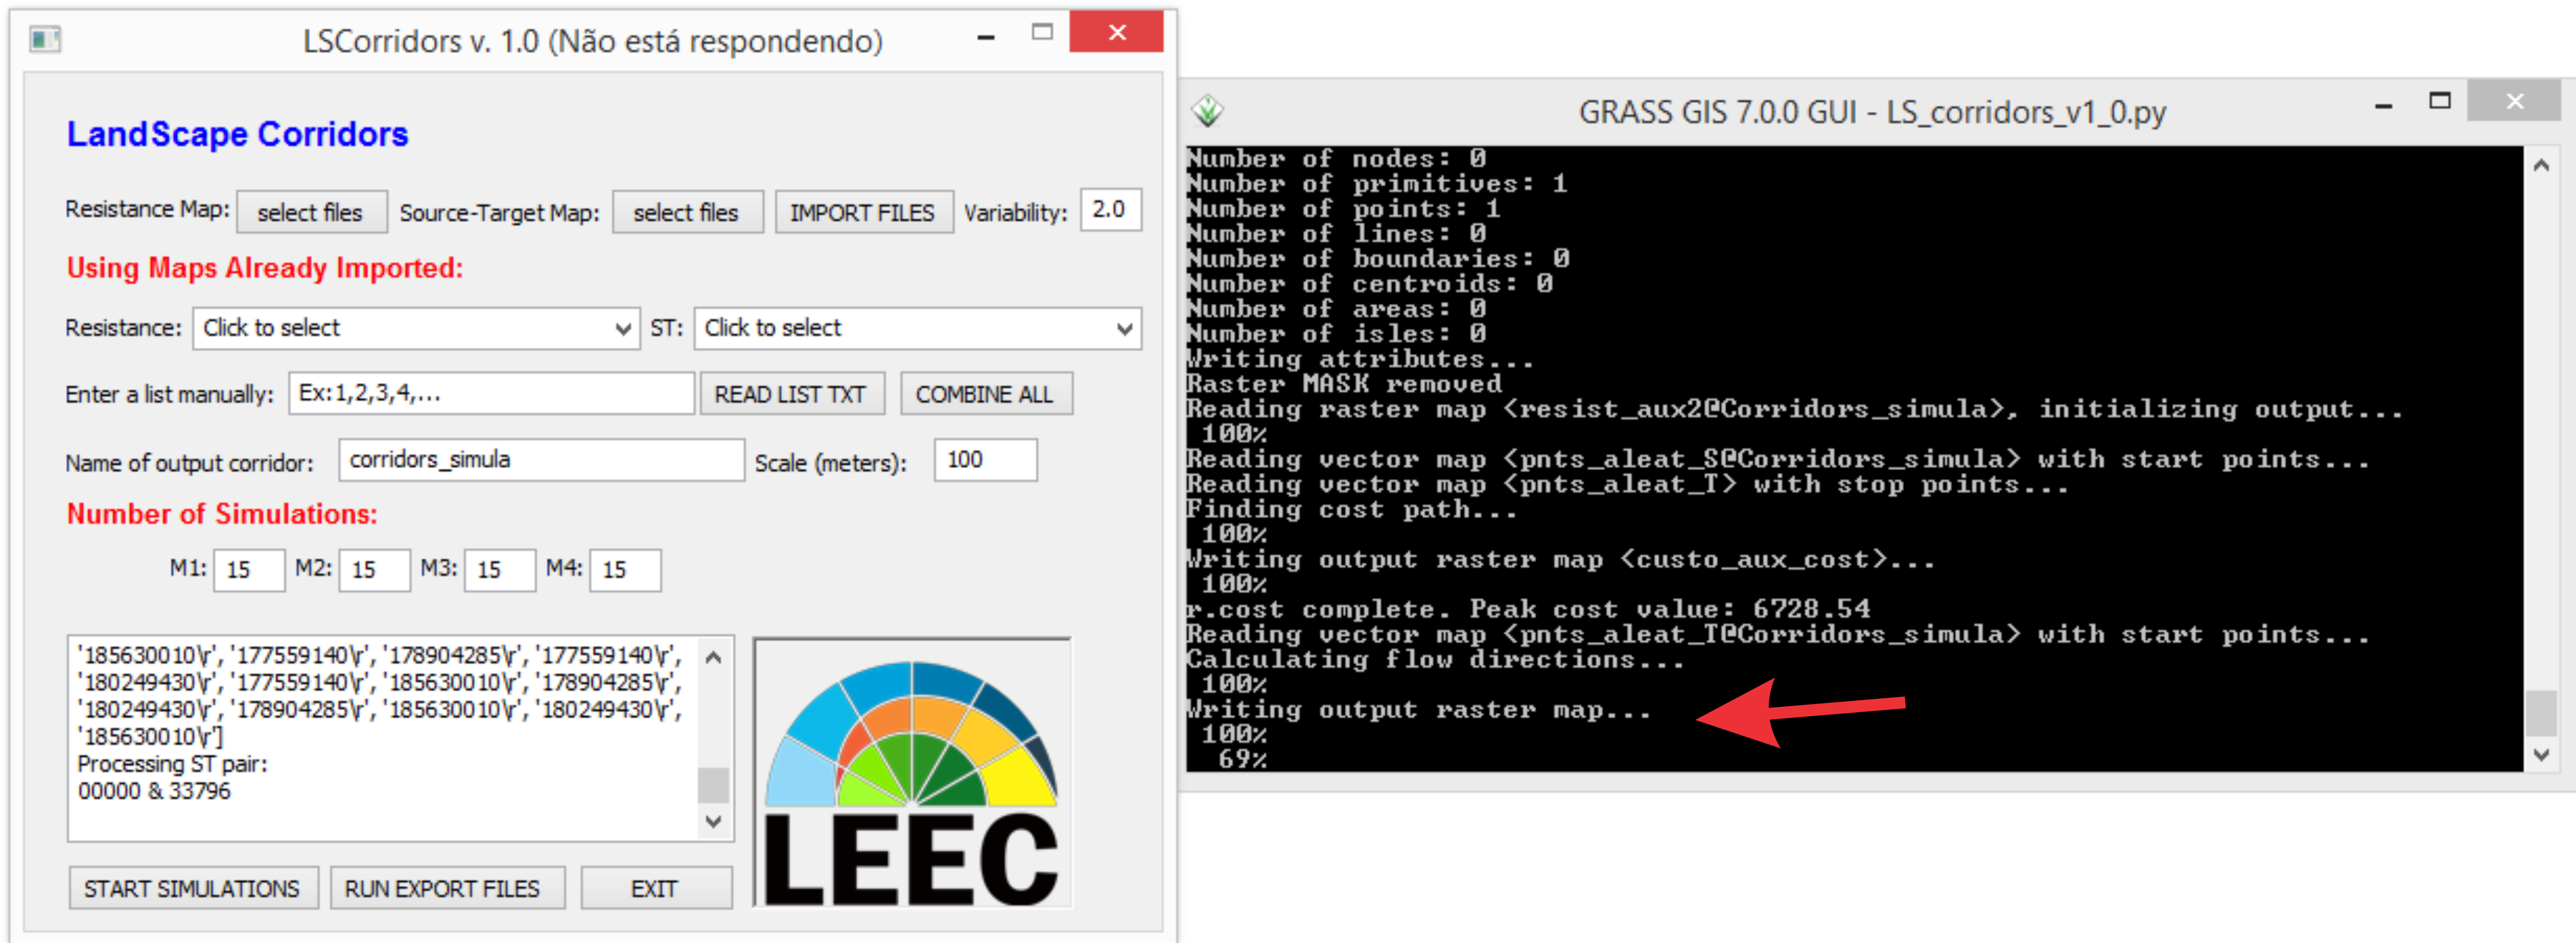 LSCorridors v. 1.0 (Não está respondendo)
LandScape Corridors
Resistance Map: select files Source-Target Map: select files IMPORT FILES Variability: 2.0
Using Maps Already Imported:
Resistance: Click to select ST: Click to select
Enter a list manually: Ex:1,2,3,4,... READ LIST TXT COMBINE ALL
Name of output corridor: corridors_simula Scale (meters): 100
Number of Simulations:
M1: 15 M2: 15 M3: 15 M4: 15
'185630010\r', '177559140\r', '178904285\r', '177559140\r',
'180249430\r', '177559140\r', '185630010\r', '178904285\r',
'180249430\r', '178904285\r', '185630010\r', '180249430\r',
'185630010\r']
Processing ST pair:
00000 & 33796
START SIMULATIONS RUN EXPORT FILES EXIT
LEEC
GRASS GIS 7.0.0 GUI - LS_corridors_v1_0.py
Number of nodes: 0
Number of primitives: 1
Number of points: 1
Number of lines: 0
Number of boundaries: 0
Number of centroids: 0
Number of areas: 0
Number of isles: 0
Writing attributes...
Raster MASK removed
Reading raster map <resist_aux2@Corridors_simula>, initializing output...
100%
Reading vector map <pnts_aleat_S@Corridors_simula> with start points...
Reading vector map <pnts_aleat_T> with stop points...
Finding cost path...
100%
Writing output raster map <custo_aux_cost>...
100%
r.cost complete. Peak cost value: 6728.54
Reading vector map <pnts_aleat_T@Corridors_simula> with start points...
Calculating flow directions...
100%
Writing output raster map...
100%
69%